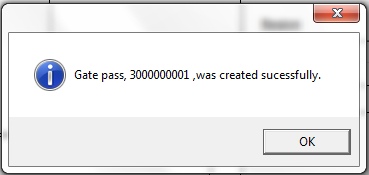 Gate pass, 3000000001 ,was created sucessfully.
OK